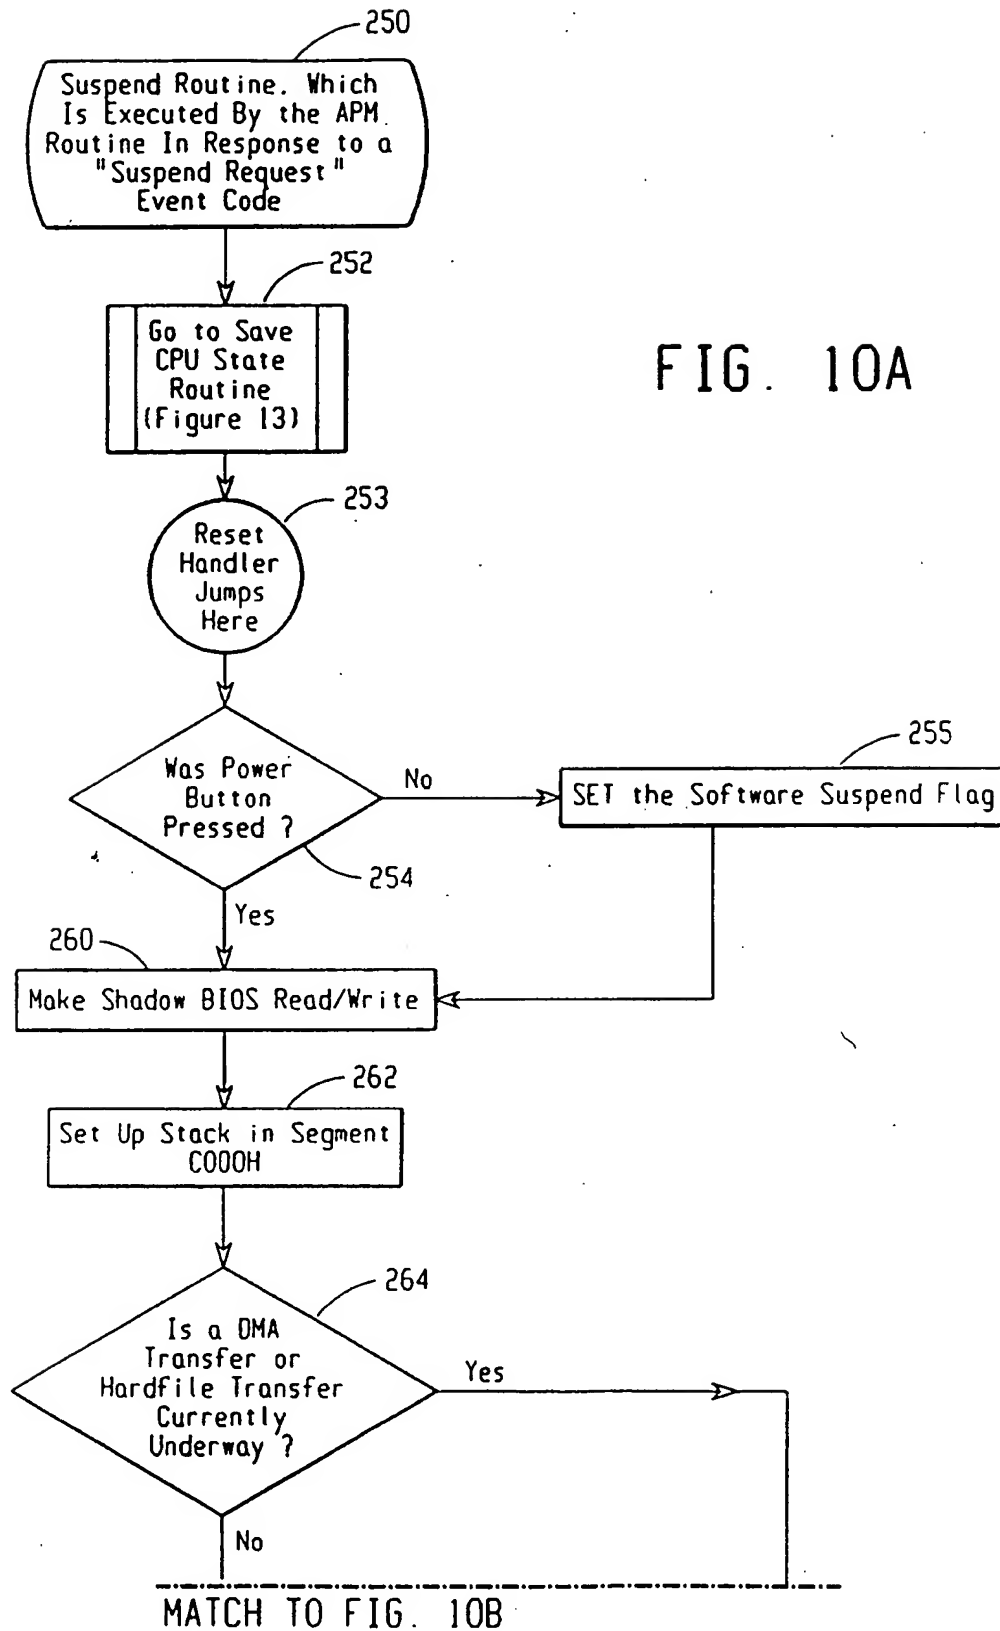 250
Suspend Routine. Which
Is Executed By the APM
Routine In Response to a
"Suspend Request"
Event Code
252
Go to Save
CPU State
Routine
(Figure 13)
FIG. 10A
253
Reset
Handler
Jumps
Here
255
Was Power
Button
Pressed ?
No
SET the Software Suspend Flag
254
Yes
260
Make Shadow BIOS Read/Write
262
Set Up Stack in Segment
C000H
264
Is a DMA
Transfer or
Hardfile Transfer
Currently
Underway ?
Yes
No
MATCH TO FIG. 10B